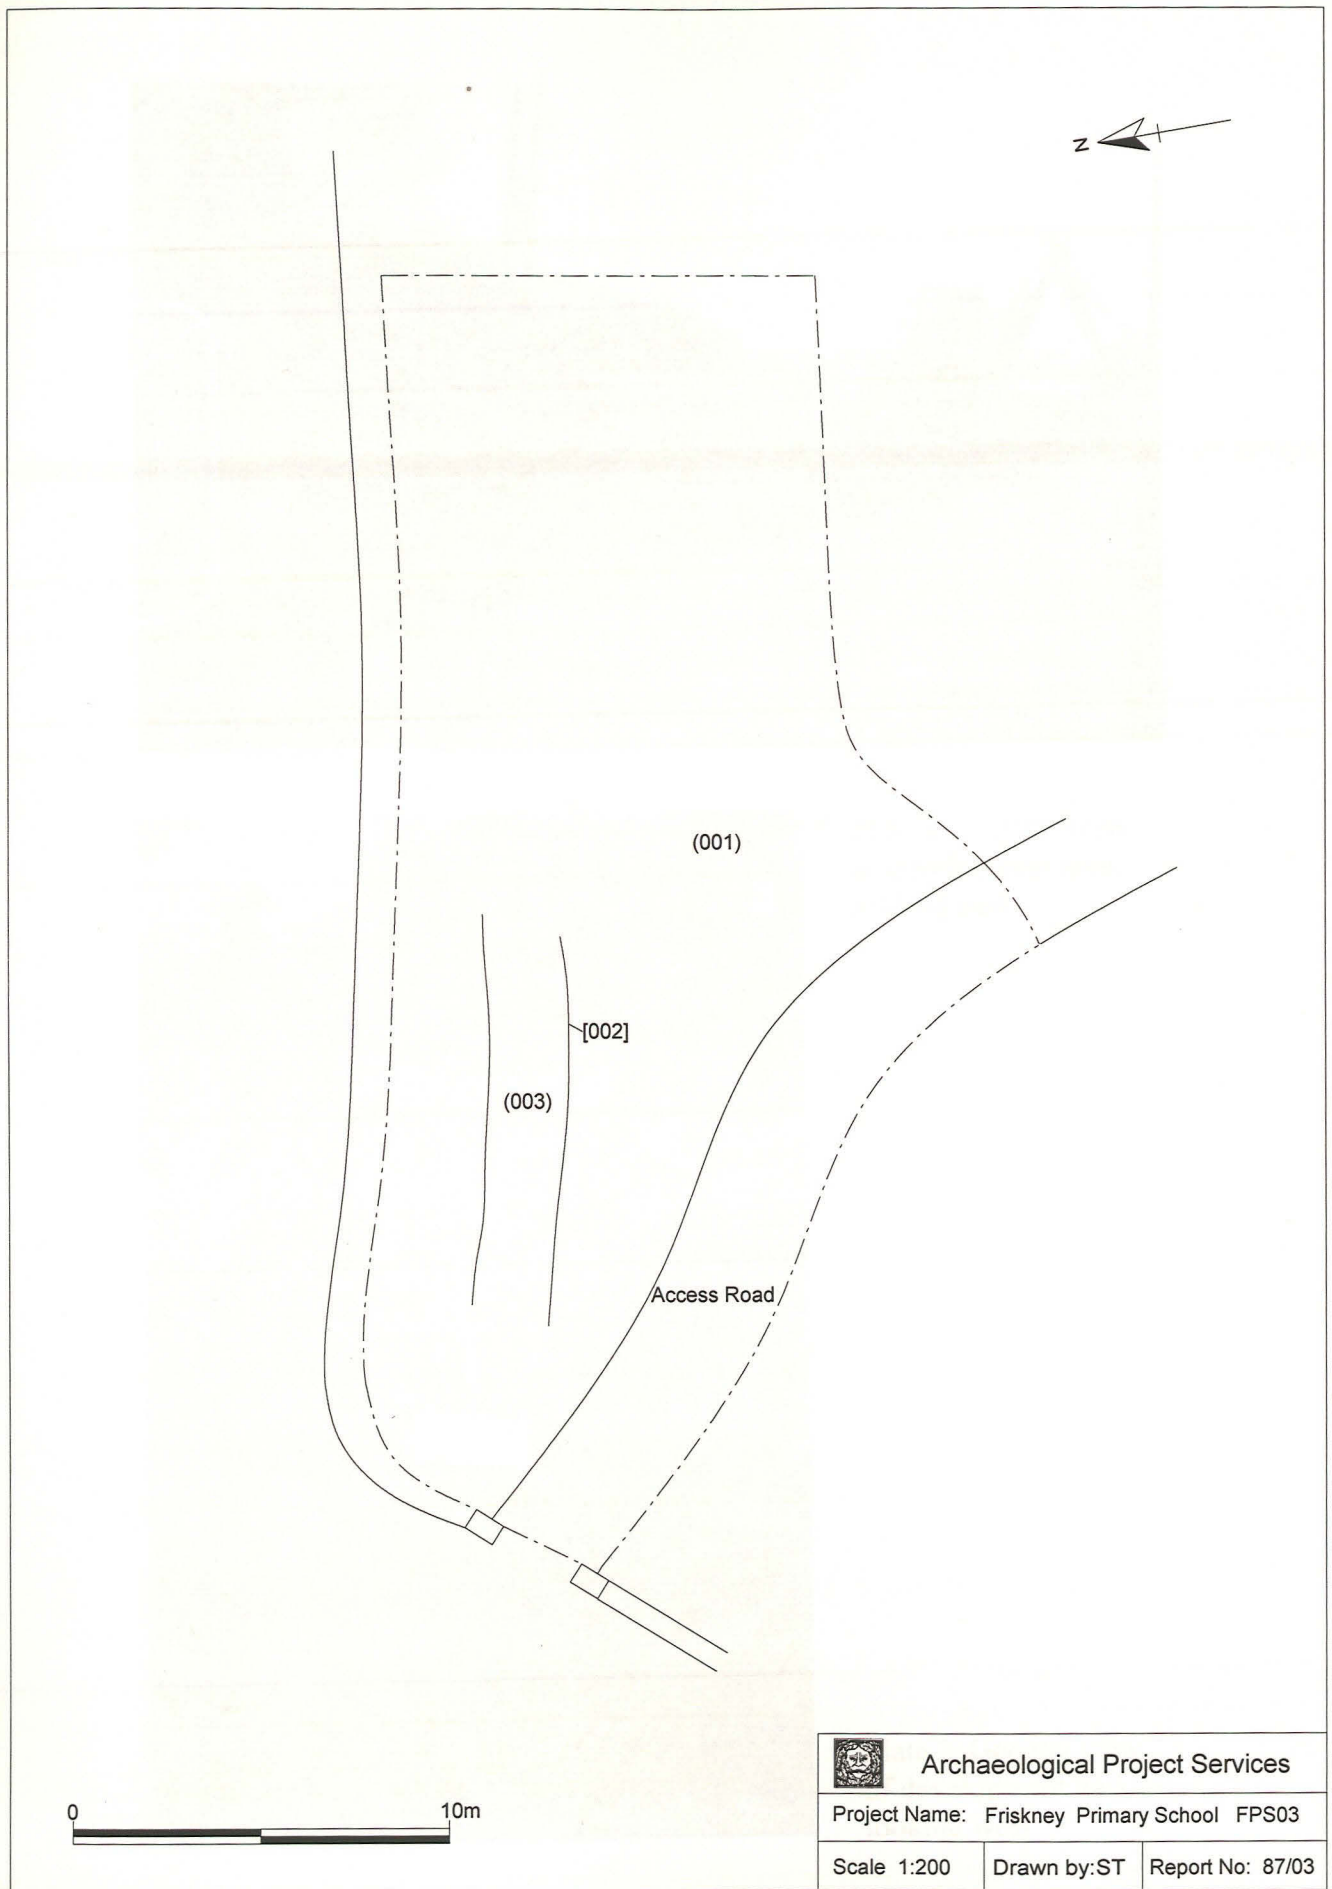 N
(001)
[002]
(003)
Access Road
0 10m
Archaeological Project Services
Project Name: Friskney Primary School FPS03
Scale 1:200 Drawn by:ST Report No: 87/03